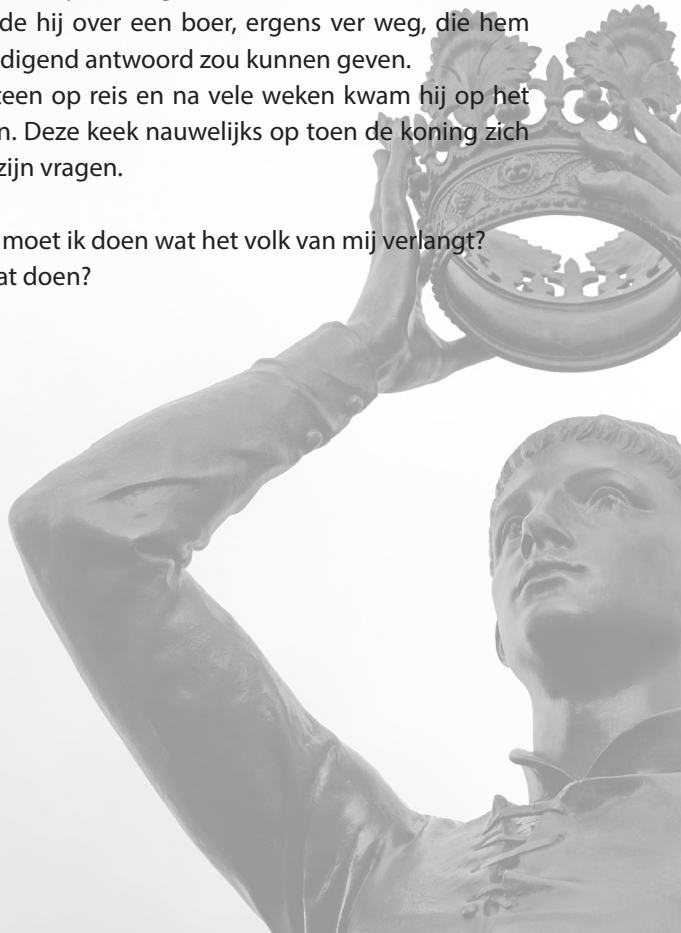 de hij over een boer, ergens ver weg, die hem
digend antwoord zou kunnen geven.
teen op reis en na vele weken kwam hij op het
n. Deze keek nauwelijks op toen de koning zich
zijn vragen.
moet ik doen wat het volk van mij verlangt?
at doen?